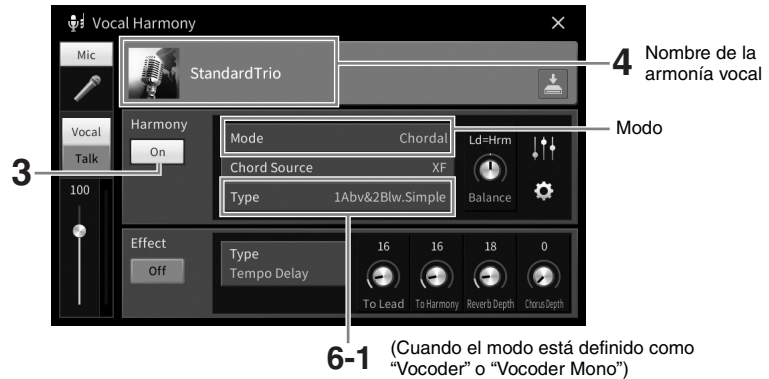 Vocal Harmony
Mic
StandardTrio
4 Nombre de la
armonía vocal
Vocal
Talk
Harmony
On
Mode Chordal
Modo
Chord Source XF
Type 1Abv&2Blw.Simple
Ld=Hrm
Balance
3
100
Effect
Off
Type
Tempo Delay
16 16 18 0
To Lead To Harmony Reverb Depth Chorus Depth
6-1 (Cuando el modo está definido como
“Vocoder” o “Vocoder Mono”)